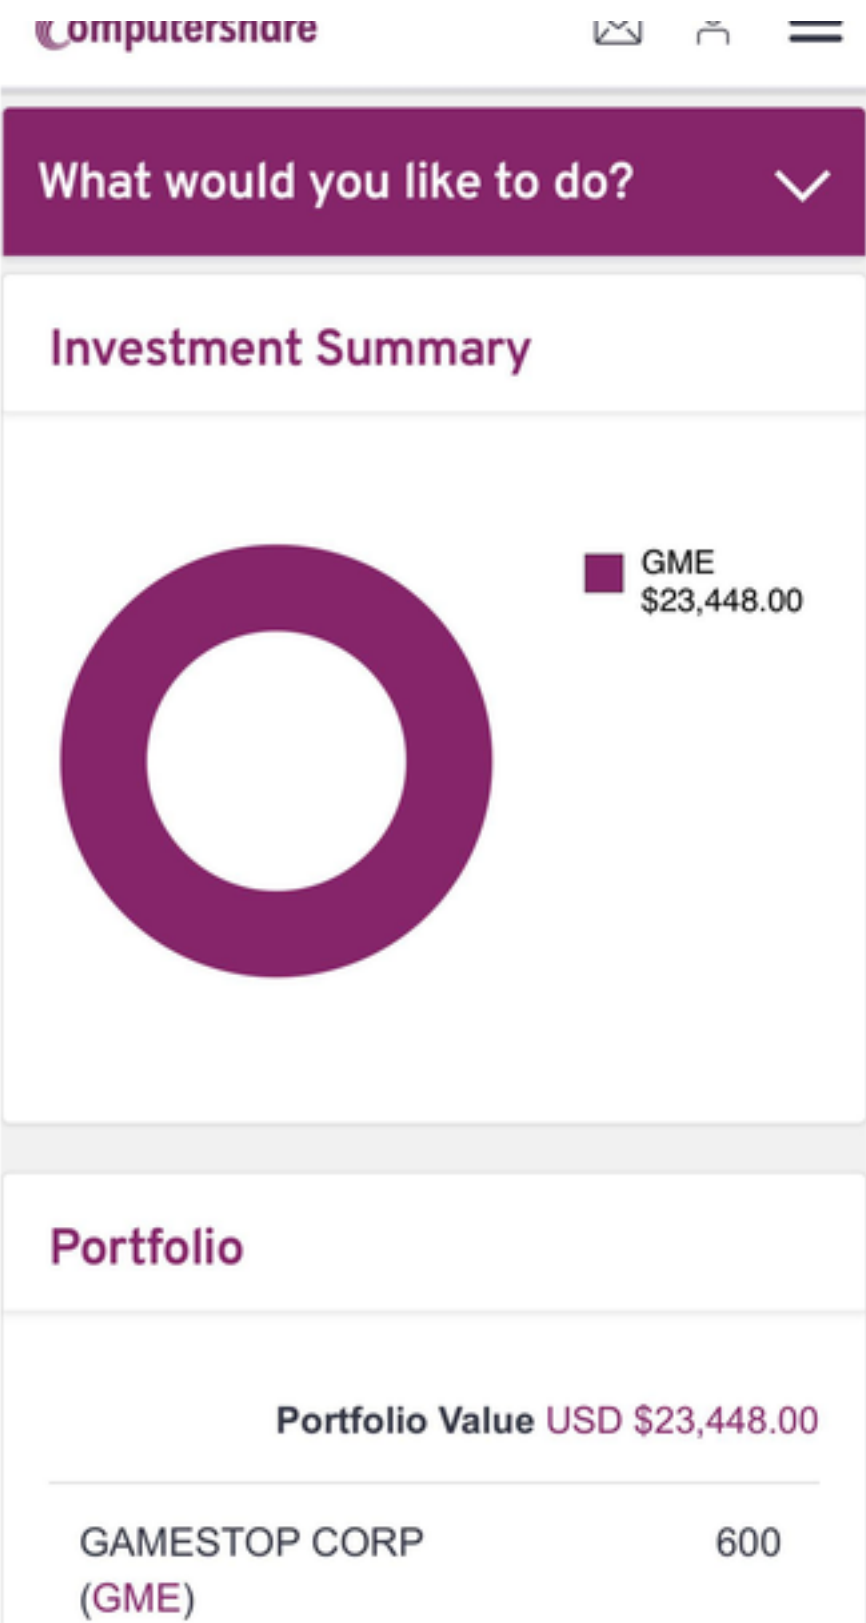 Computershare
What would you like to do?
Investment Summary
GME
$23,448.00
Portfolio
Portfolio Value USD $23,448.00
GAMESTOP CORP 600
(GME)